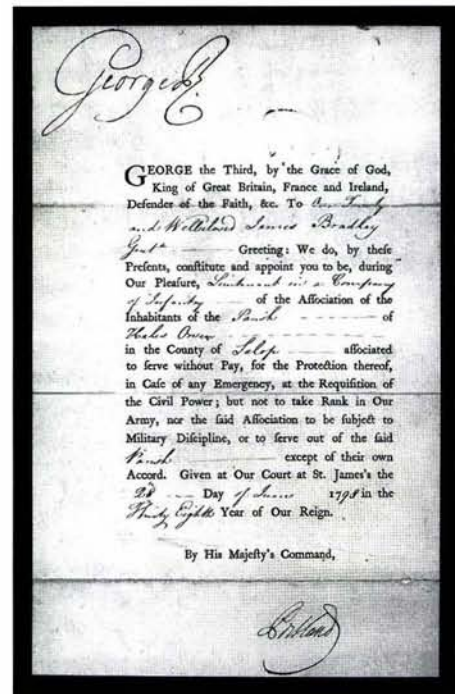 George R
GEORGE the Third, by the Grace of God,
King of Great Britain, France and Ireland,
Defender of the Faith, &c. To Our Trusty
and Wellbeloved James Bradley
Gent. Greeting: We do, by theſe
Preſents, conſtitute and appoint you to be, during
Our Pleaſure, Lieutenant in a Company
of Infantry of the Aſſociation of the
Inhabitants of the Parish of
Hales Owen
in the County of Salop aſſociated
to ſerve without Pay, for the Protection thereof,
in Caſe of any Emergency, at the Requiſition of
the Civil Power; but not to take Rank in Our
Army, nor the ſaid Aſſociation to be ſubject to
Military Diſcipline, or to ſerve out of the ſaid
Parish except of their own
Accord. Given at Our Court at St. James's the
28 Day of June 1798 in the
Thirty Eighth Year of Our Reign.
By His Majeſty's Command,
Portland